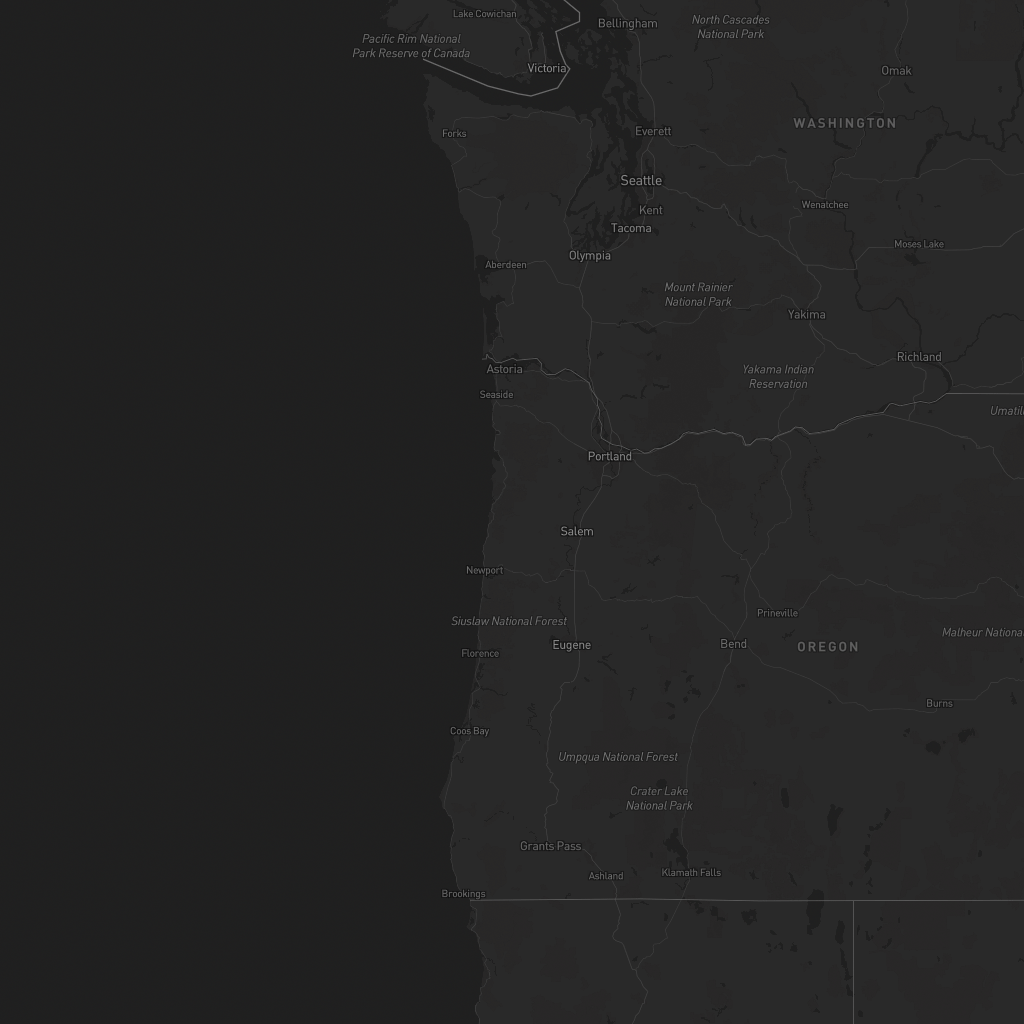 Lake Cowichan
Bellingham
North Cascades
National Park
Pacific Rim National
Park Reserve of Canada
Victoria
Omak
WASHINGTON
Forks
Everett
Seattle
Wenatchee
Kent
Tacoma
Moses Lake
Olympia
Aberdeen
Mount Rainier
National Park
Yakima
Richland
Astoria
Yakama Indian
Reservation
Seaside
Umatil
Portland
Salem
Newport
Prineville
Siuslaw National Forest
Malheur National
Eugene
Bend
OREGON
Florence
Burns
Coos Bay
Umpqua National Forest
Crater Lake
National Park
Grants Pass
Ashland
Klamath Falls
Brookings